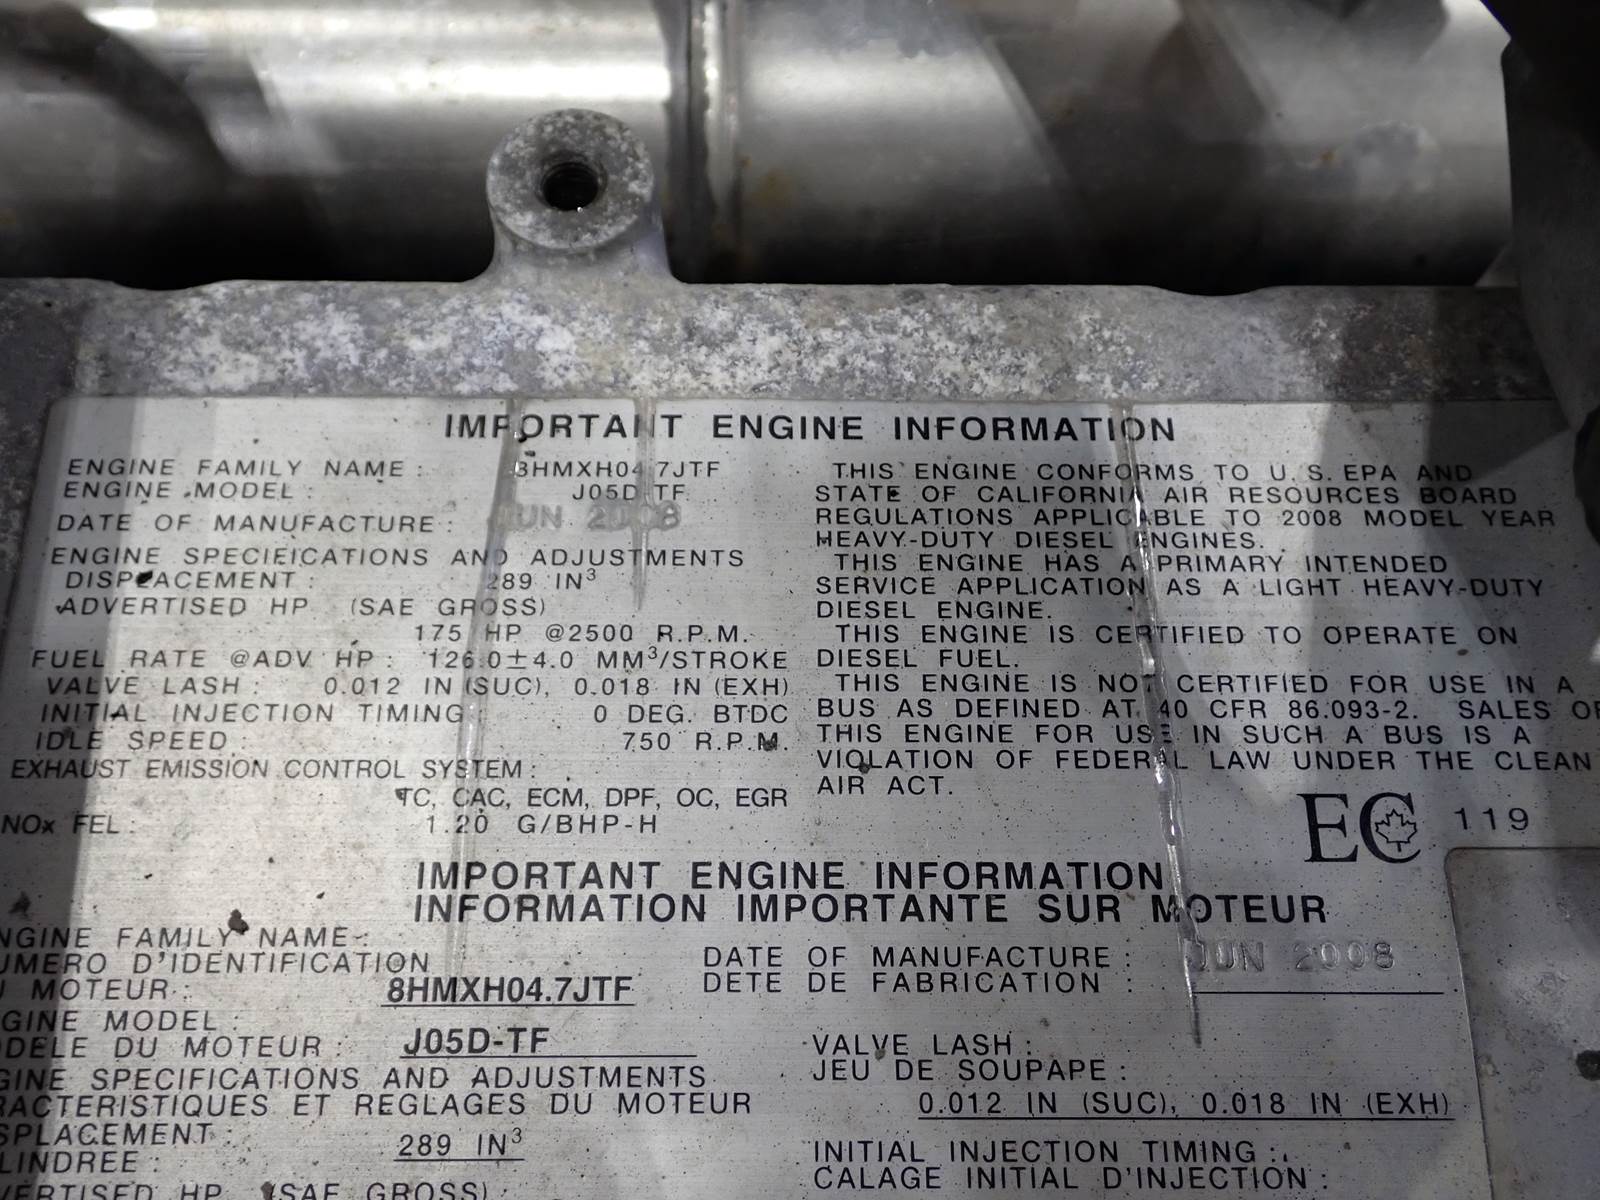 IMPORTANT ENGINE INFORMATION
ENGINE FAMILY NAME : 8HMXH04.7JTF
ENGINE MODEL : J05D-TF
DATE OF MANUFACTURE : JUN 2008
ENGINE SPECIFICATIONS AND ADJUSTMENTS
DISPLACEMENT : 289 IN³
ADVERTISED HP (SAE GROSS)
175 HP @2500 R.P.M.
FUEL RATE @ADV HP : 126.0±4.0 MM³/STROKE
VALVE LASH : 0.012 IN (SUC), 0.018 IN (EXH)
INITIAL INJECTION TIMING : 0 DEG. BTDC
IDLE SPEED : 750 R.P.M.
EXHAUST EMISSION CONTROL SYSTEM :
TC, CAC, ECM, DPF, OC, EGR
NOx FEL : 1.20 G/BHP-H
THIS ENGINE CONFORMS TO U.S. EPA AND
STATE OF CALIFORNIA AIR RESOURCES BOARD
REGULATIONS APPLICABLE TO 2008 MODEL YEAR
HEAVY-DUTY DIESEL ENGINES.
THIS ENGINE HAS A PRIMARY INTENDED
SERVICE APPLICATION AS A LIGHT HEAVY-DUTY
DIESEL ENGINE.
THIS ENGINE IS CERTIFIED TO OPERATE ON
DIESEL FUEL.
THIS ENGINE IS NOT CERTIFIED FOR USE IN A
BUS AS DEFINED AT 40 CFR 86.093-2. SALES OF
THIS ENGINE FOR USE IN SUCH A BUS IS A
VIOLATION OF FEDERAL LAW UNDER THE CLEAN
AIR ACT.
EC 119
IMPORTANT ENGINE INFORMATION
INFORMATION IMPORTANTE SUR MOTEUR
NGINE FAMILY NAME :
UMERO D'IDENTIFICATION
U MOTEUR : 8HMXH04.7JTF
GINE MODEL :
DELE DU MOTEUR : J05D-TF
GINE SPECIFICATIONS AND ADJUSTMENTS
RACTERISTIQUES ET REGLAGES DU MOTEUR
SPLACEMENT :
LINDREE : 289 IN³
VERTISED HP (SAE GROSS) :
DATE OF MANUFACTURE : JUN 2008
DETE DE FABRICATION :
VALVE LASH :
JEU DE SOUPAPE :
0.012 IN (SUC), 0.018 IN (EXH)
INITIAL INJECTION TIMING :
CALAGE INITIAL D'INJECTION :